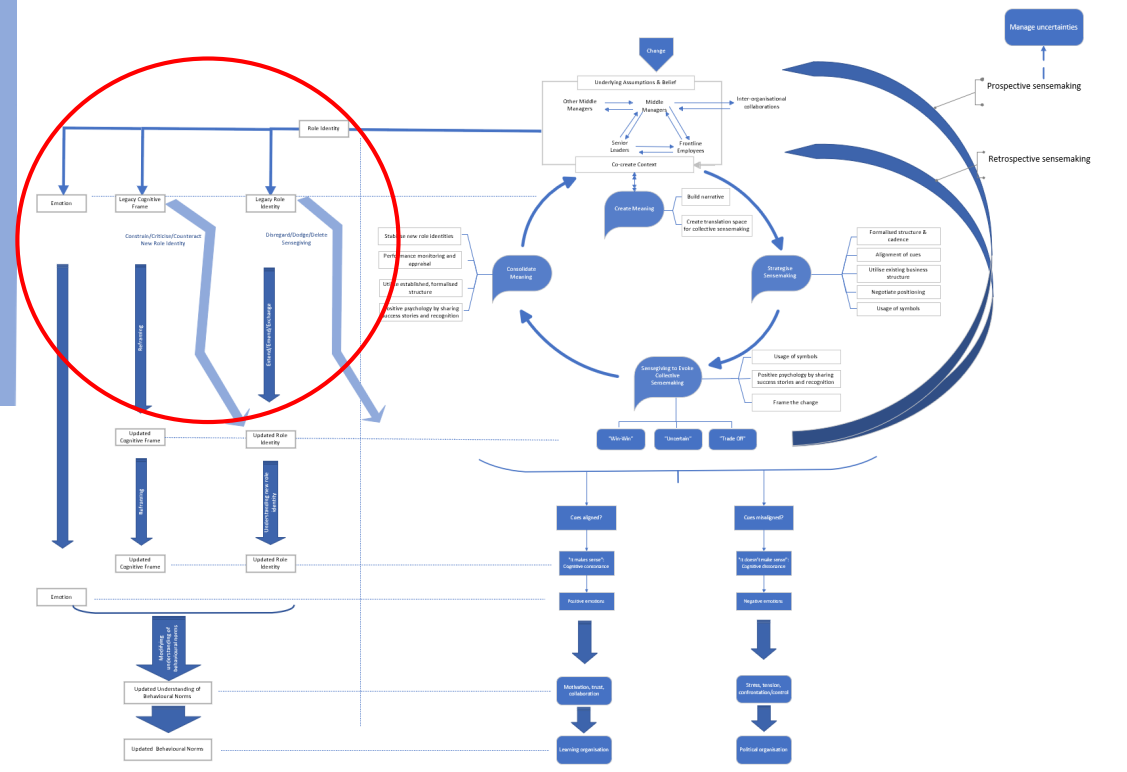 Manage uncertainties
Prospective sensemaking
Retrospective sensemaking
Change
Underlying Assumptions & Belief
Other Middle
Managers
Middle
Managers
Inter-organisational
collaborations
Senior
Leaders
Frontline
Employees
Co-create Context
Create Meaning
Build narrative
Create translation space
for collective sensemaking
Strategise
Sensemaking
Formalised structure &
cadence
Alignment of cues
Utilise existing business
structure
Negotiate positioning
Usage of symbols
Sensegiving to Evoke
Collective
Sensemaking
Usage of symbols
Positive psychology by sharing
success stories and recognition
Frame the change
"Win-Win"
"Uncertain"
"Trade Off"
Consolidate
Meaning
Stabilise new role identities
Performance monitoring and
appraisal
Utilise established, formalised
structure
Positive psychology by sharing
success stories and recognition
Role Identity
Emotion
Legacy Cognitive
Frame
Legacy Role
Identity
Constrain/Criticise/Counteract
New Role Identity
Disregard/Dodge/Delete
Sensegiving
Reframing
Extend/Emend/Exchange
Updated
Cognitive Frame
Updated Role
Identity
Reframing
Understanding new role
identity
Updated
Cognitive Frame
Updated Role
Identity
Emotion
Modifying
understanding of
behavioural norms
Updated Understanding of
Behavioural Norms
Updated Behavioural Norms
Cues aligned?
"It makes sense":
Cognitive consonance
Positive emotions
Motivation, trust,
collaboration
Learning organisation
Cues misaligned?
"It doesn't make sense":
Cognitive dissonance
Negative emotions
Stress, tension,
confrontation/control
Political organisation